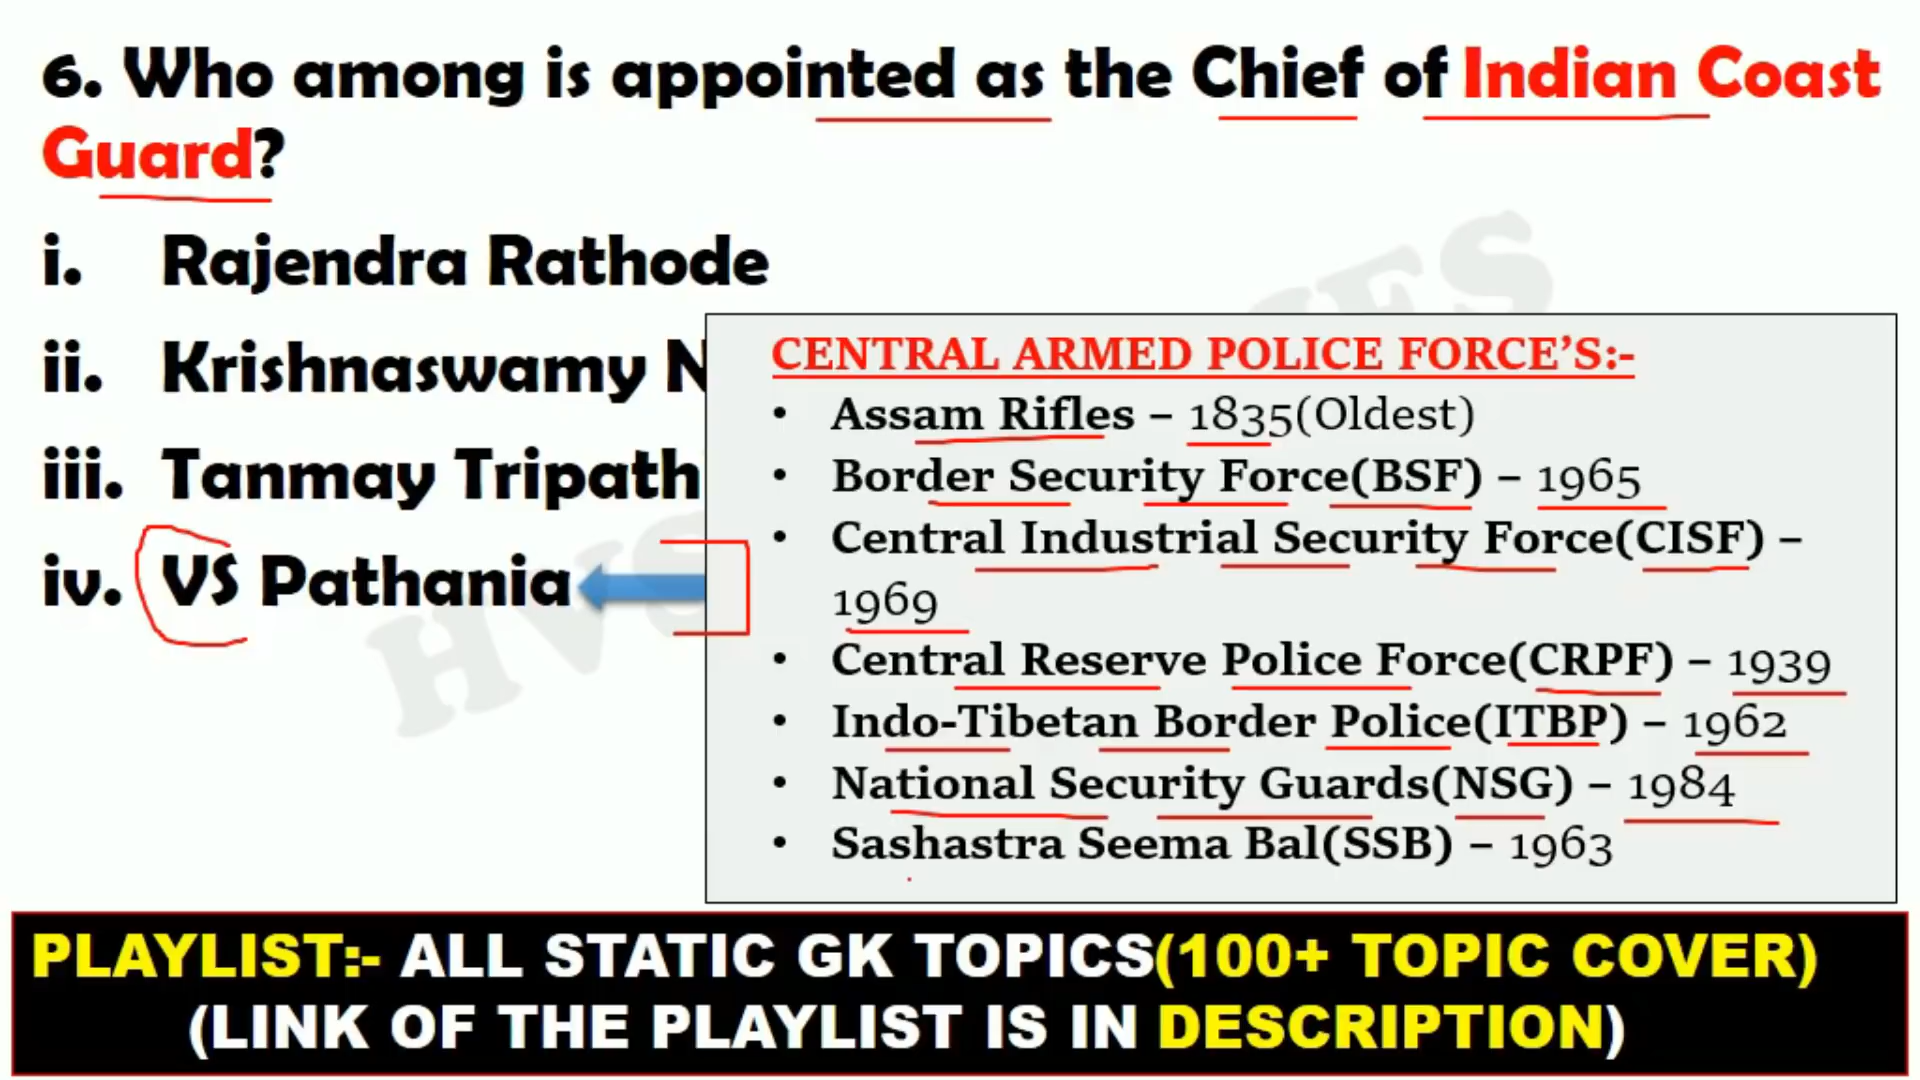 6. Who among is appointed as the Chief of Indian Coast
Guard?
i. Rajendra Rathode
ii. Krishnaswamy N
iii. Tanmay Tripath
iv. VS Pathania
CENTRAL ARMED POLICE FORCE'S:-
• Assam Rifles – 1835(Oldest)
• Border Security Force(BSF) – 1965
• Central Industrial Security Force(CISF) –
1969
• Central Reserve Police Force(CRPF) – 1939
• Indo-Tibetan Border Police(ITBP) – 1962
• National Security Guards(NSG) – 1984
• Sashastra Seema Bal(SSB) – 1963
PLAYLIST:- ALL STATIC GK TOPICS(100+ TOPIC COVER)
(LINK OF THE PLAYLIST IS IN DESCRIPTION)